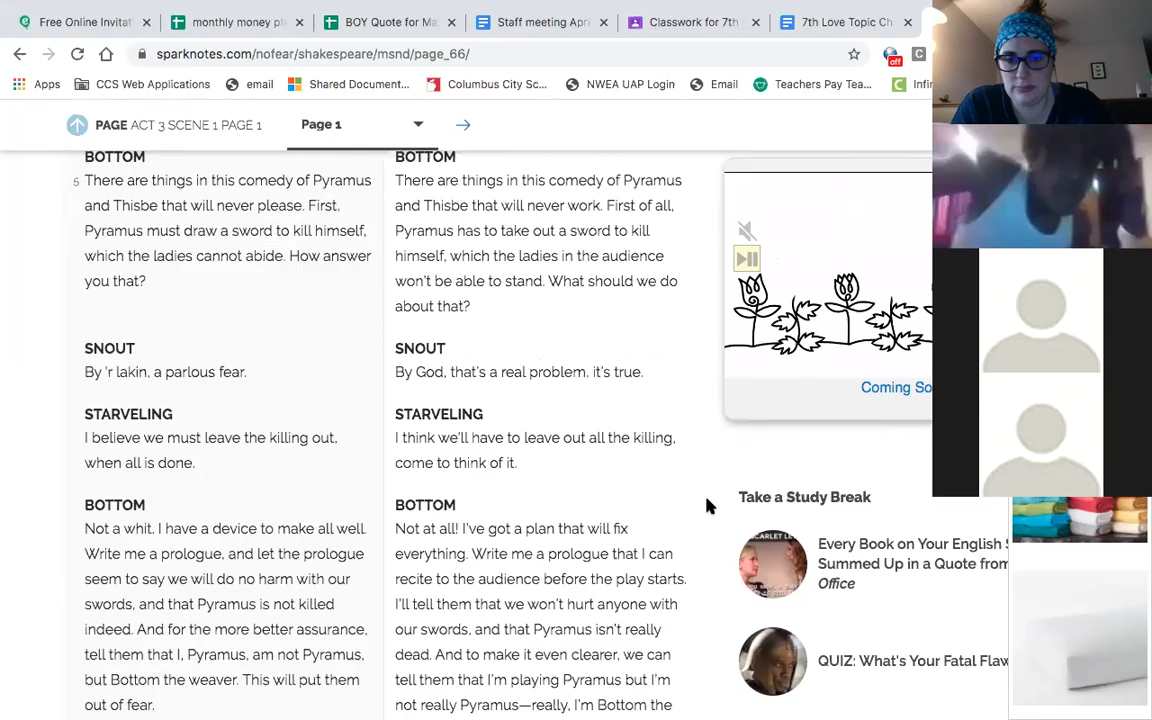 Free Online Invitat
monthly money pl
BOY Quote for Ma
Staff meeting Apri
Classwork for 7th
7th Love Topic Ch
sparknotes.com/nofear/shakespeare/msnd/page_66/
off
Apps
CCS Web Applications
email
Shared Document...
Columbus City Sc...
NWEA UAP Login
Email
Teachers Pay Tea...
Infin
PAGE ACT 3 SCENE 1 PAGE 1
Page 1
BOTTOM
5 There are things in this comedy of Pyramus
and Thisbe that will never please. First,
Pyramus must draw a sword to kill himself,
which the ladies cannot abide. How answer
you that?
SNOUT
By 'r lakin, a parlous fear.
STARVELING
I believe we must leave the killing out,
when all is done.
BOTTOM
Not a whit. I have a device to make all well.
Write me a prologue, and let the prologue
seem to say we will do no harm with our
swords, and that Pyramus is not killed
indeed. And for the more better assurance,
tell them that I, Pyramus, am not Pyramus,
but Bottom the weaver. This will put them
out of fear.
BOTTOM
There are things in this comedy of Pyramus
and Thisbe that will never work. First of all,
Pyramus has to take out a sword to kill
himself, which the ladies in the audience
won't be able to stand. What should we do
about that?
SNOUT
By God, that's a real problem, it's true.
STARVELING
I think we'll have to leave out all the killing,
come to think of it.
BOTTOM
Not at all! I've got a plan that will fix
everything. Write me a prologue that I can
recite to the audience before the play starts.
I'll tell them that we won't hurt anyone with
our swords, and that Pyramus isn't really
dead. And to make it even clearer, we can
tell them that I'm playing Pyramus but I'm
not really Pyramus—really, I'm Bottom the
Coming So
Take a Study Break
SCARLET LE
Every Book on Your English S
Summed Up in a Quote from
Office
QUIZ: What's Your Fatal Flaw